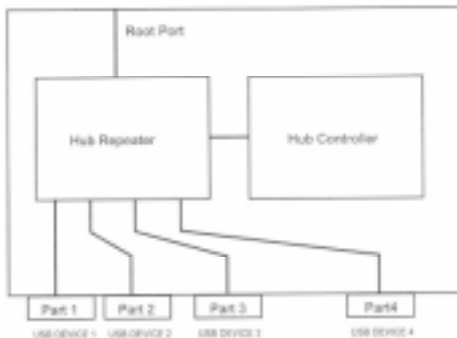 Root Port
Hub Repeater
Hub Controller
Part 1
Part 2
Part 3
Part4
USB DEVICE 1
USB DEVICE 2
USB DEVICE 3
USB DEVICE 4